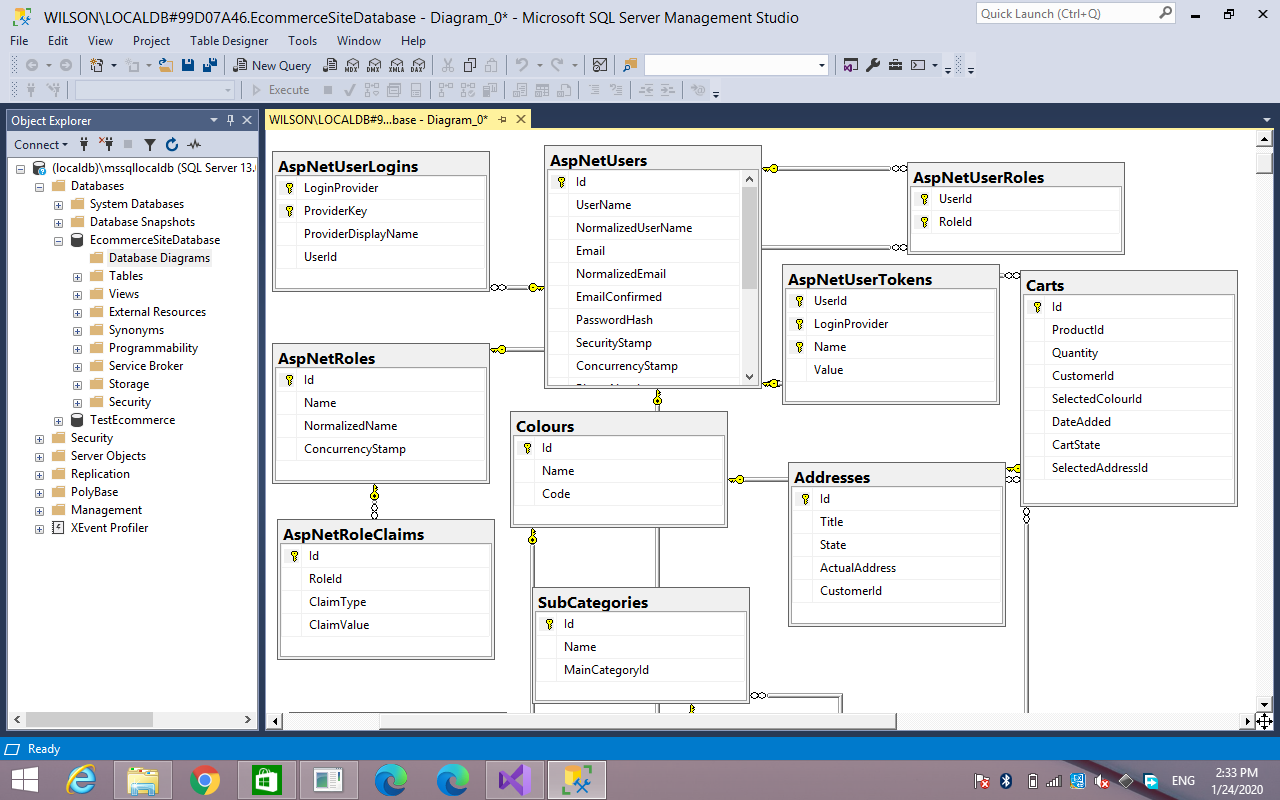 WILSON\LOCALDB#99D07A46.EcommerceSiteDatabase - Diagram_0* - Microsoft SQL Server Management Studio
Quick Launch (Ctrl+Q)
File Edit View Project Table Designer Tools Window Help
New Query
MDX DMX XMLA DAX
Execute
Object Explorer
Connect
(localdb)\mssqllocaldb (SQL Server 13.
Databases
System Databases
Database Snapshots
EcommerceSiteDatabase
Database Diagrams
Tables
Views
External Resources
Synonyms
Programmability
Service Broker
Storage
Security
TestEcommerce
Security
Server Objects
Replication
PolyBase
Management
XEvent Profiler
WILSON\LOCALDB#9...base - Diagram_0*
AspNetUserLogins
LoginProvider
ProviderKey
ProviderDisplayName
UserId
AspNetUsers
Id
UserName
NormalizedUserName
Email
NormalizedEmail
EmailConfirmed
PasswordHash
SecurityStamp
ConcurrencyStamp
AspNetUserRoles
UserId
RoleId
AspNetUserTokens
UserId
LoginProvider
Name
Value
Carts
Id
ProductId
Quantity
CustomerId
SelectedColourId
DateAdded
CartState
SelectedAddressId
AspNetRoles
Id
Name
NormalizedName
ConcurrencyStamp
Colours
Id
Name
Code
Addresses
Id
Title
State
ActualAddress
CustomerId
AspNetRoleClaims
Id
RoleId
ClaimType
ClaimValue
SubCategories
Id
Name
MainCategoryId
Ready
ENG
2:33 PM
1/24/2020